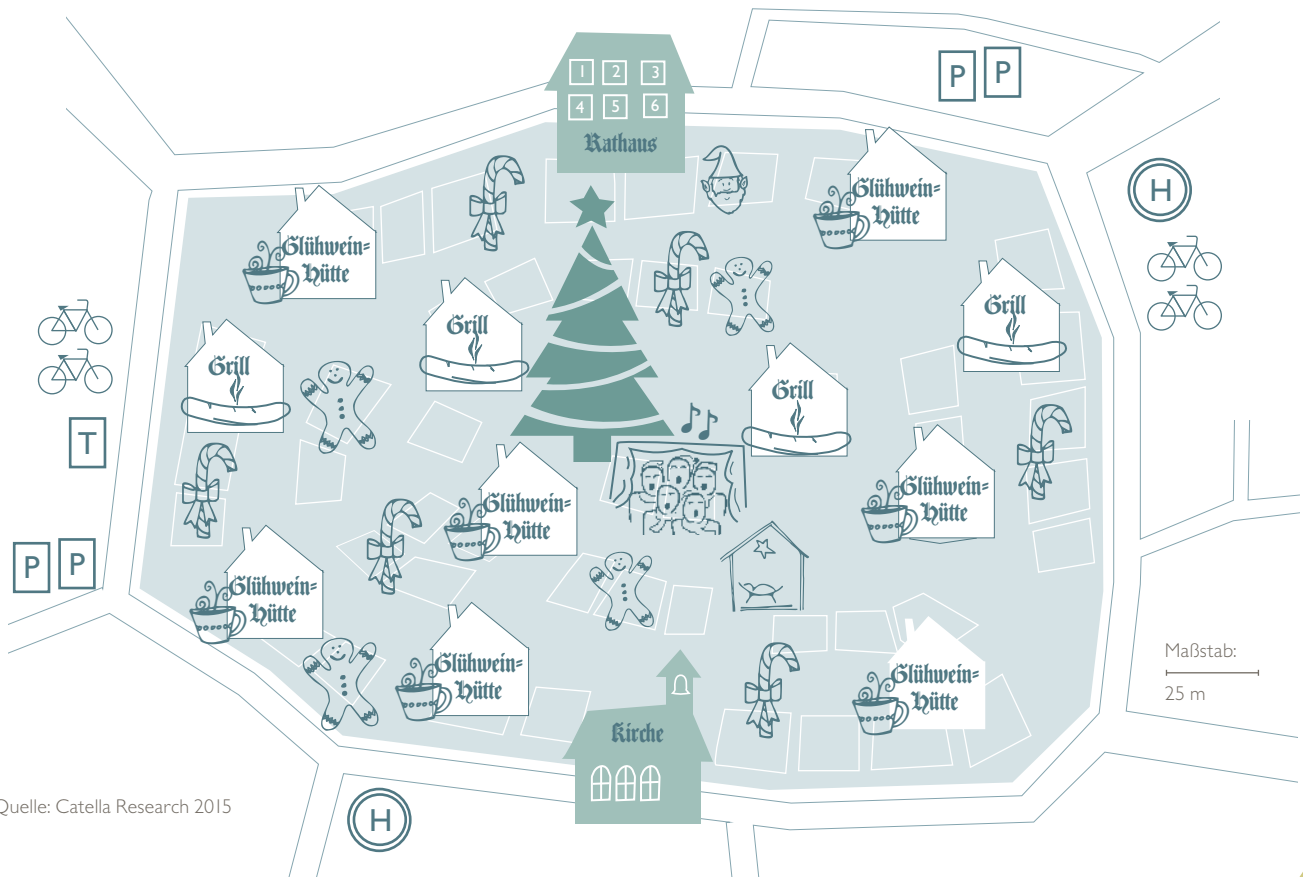 1 2 3
4 5 6
Rathaus
P P
Glühwein=
Hütte
H
Glühwein=
Hütte
Grill
Grill
Grill
Grill
T
Glühwein=
Hütte
Glühwein=
Hütte
P P
Glühwein=
Hütte
Glühwein=
Hütte
Glühwein=
Hütte
Maßstab:
25 m
Kirche
Quelle: Catella Research 2015
H